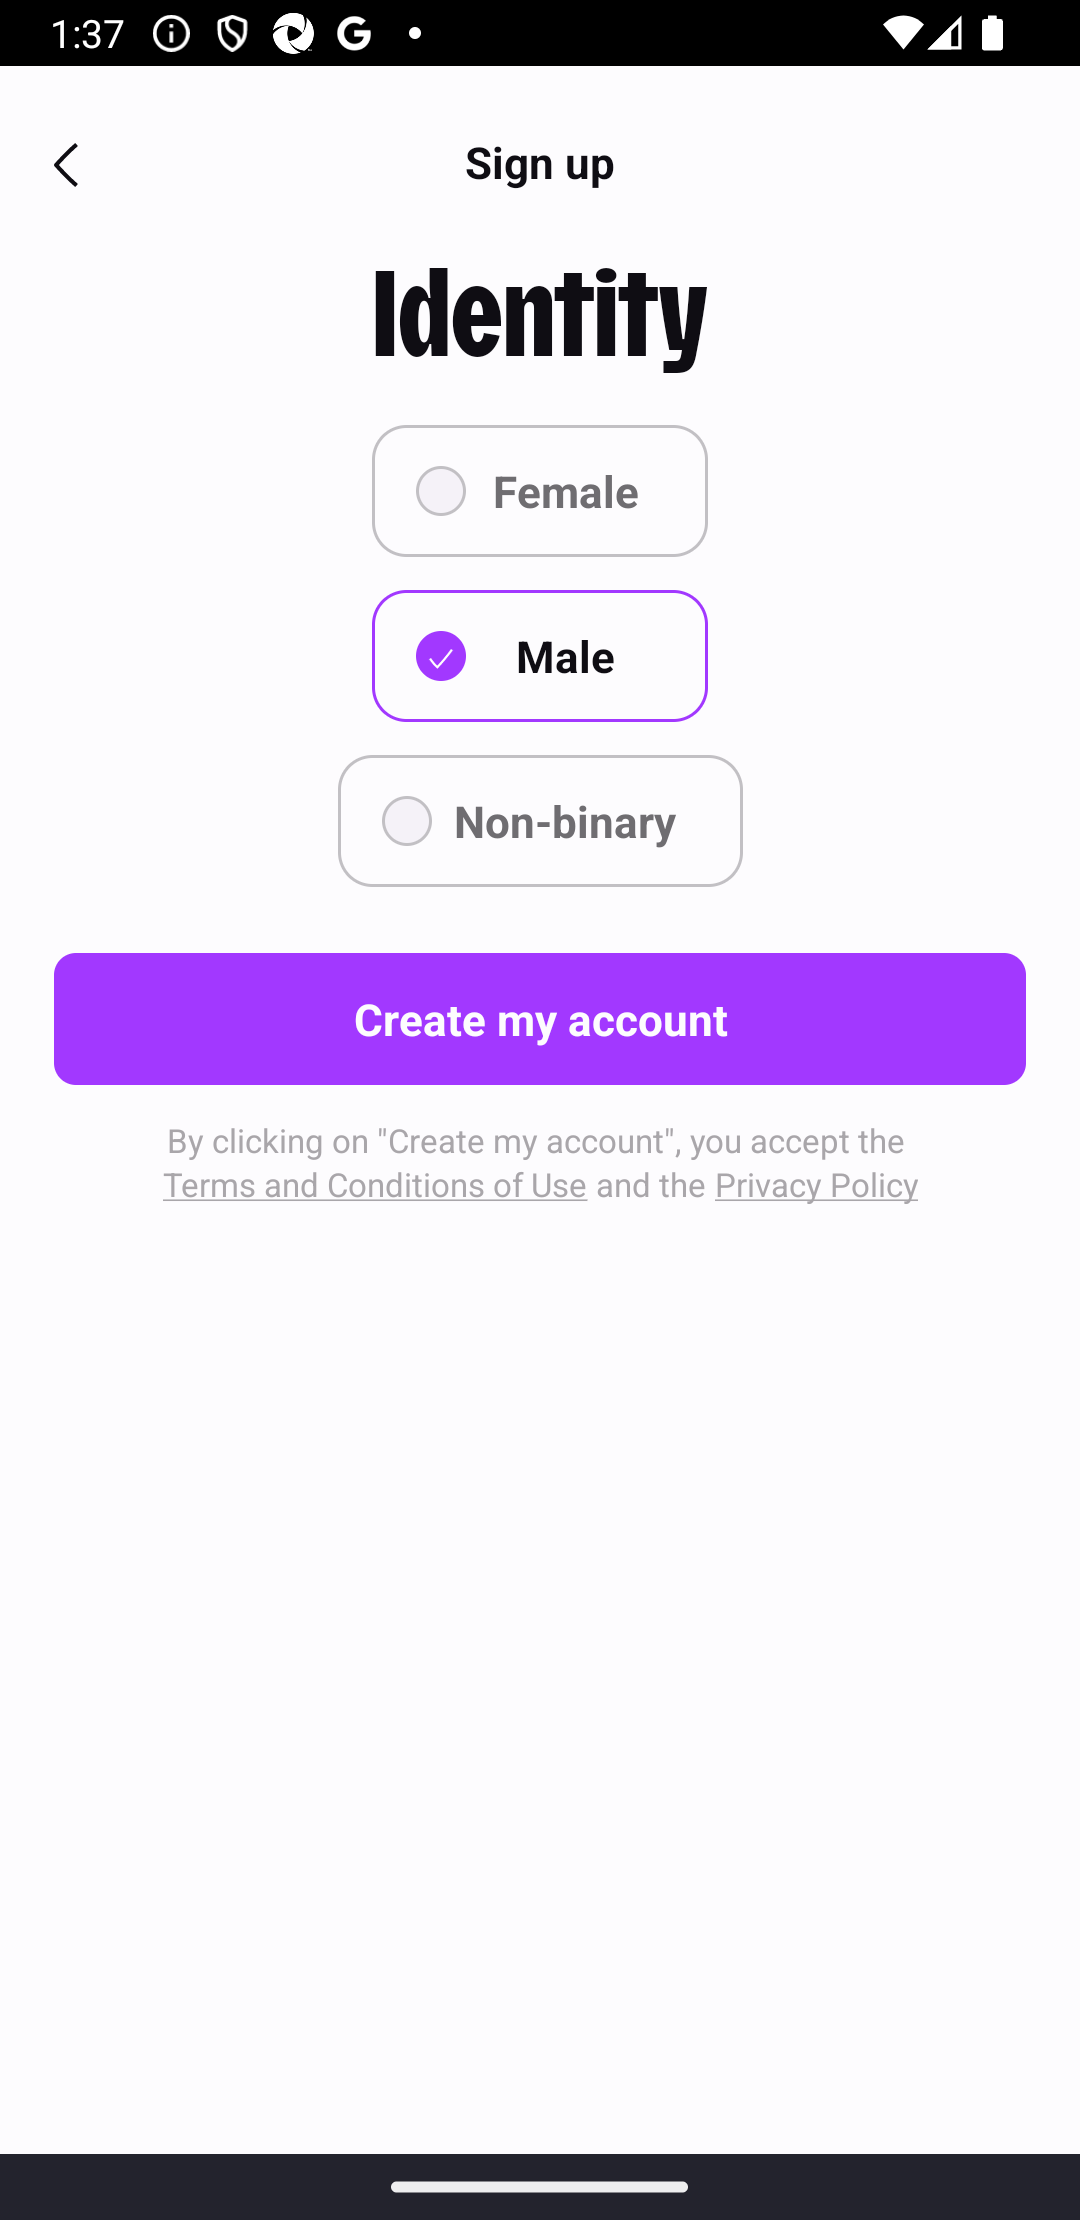 1:37
Sign up
Identity
Female
Male
Non-binary
Create my account
By clicking on "Create my account", you accept the
Terms and Conditions of Use and the Privacy Policy